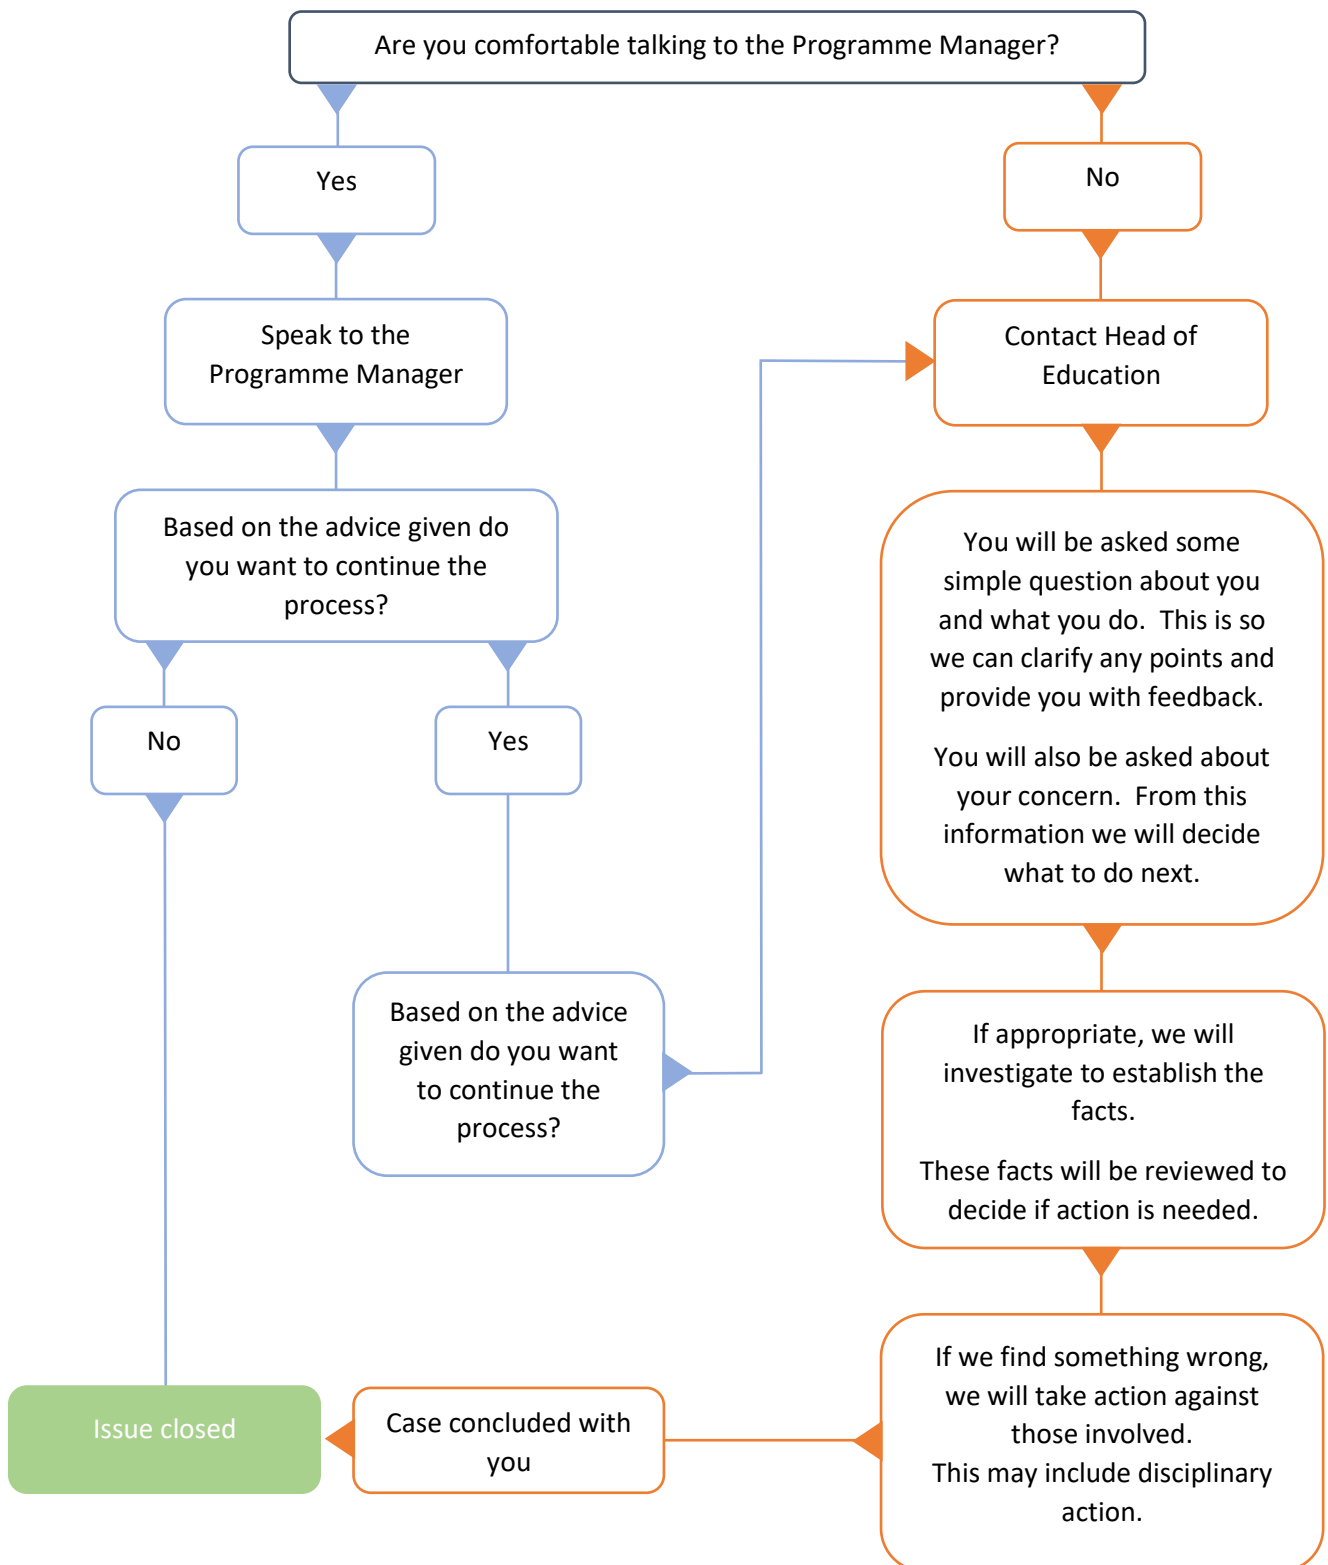 Are you comfortable talking to the Programme Manager?
Yes
No
Speak to the
Programme Manager
Contact Head of
Education
Based on the advice given do
you want to continue the
process?
You will be asked some
simple question about you
and what you do.  This is so
we can clarify any points and
provide you with feedback.
You will also be asked about
your concern.  From this
information we will decide
what to do next.
No
Yes
Based on the advice
given do you want
to continue the
process?
If appropriate, we will
investigate to establish the
facts.
These facts will be reviewed to
decide if action is needed.
If we find something wrong,
we will take action against
those involved.
This may include disciplinary
action.
Case concluded with
you
Issue closed